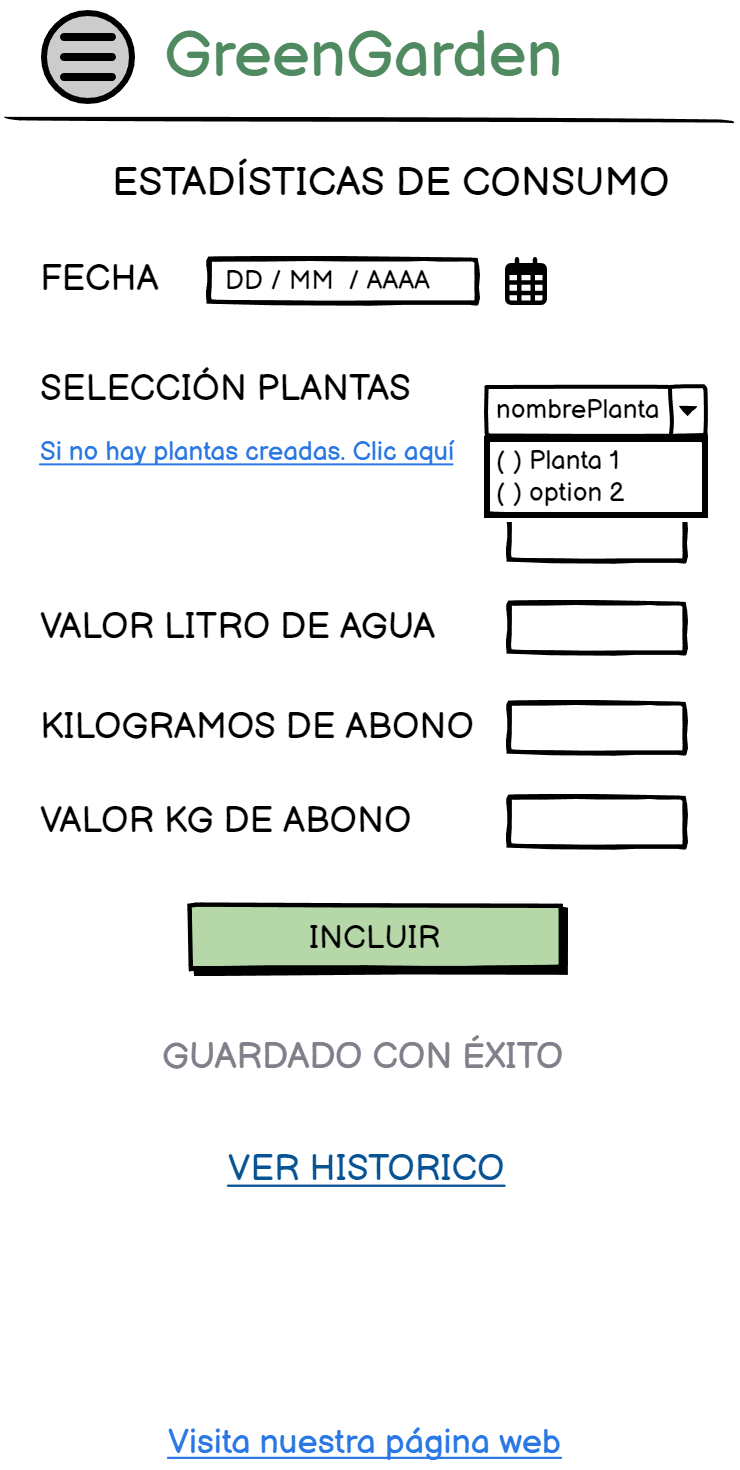 GreenGarden
ESTADÍSTICAS DE CONSUMO
FECHA DD / MM / AAAA
SELECCIÓN PLANTAS nombrePlanta
Si no hay plantas creadas. Clic aquí
( ) Planta 1
( ) option 2
VALOR LITRO DE AGUA
KILOGRAMOS DE ABONO
VALOR KG DE ABONO
INCLUIR
GUARDADO CON ÉXITO
VER HISTORICO
Visita nuestra página web